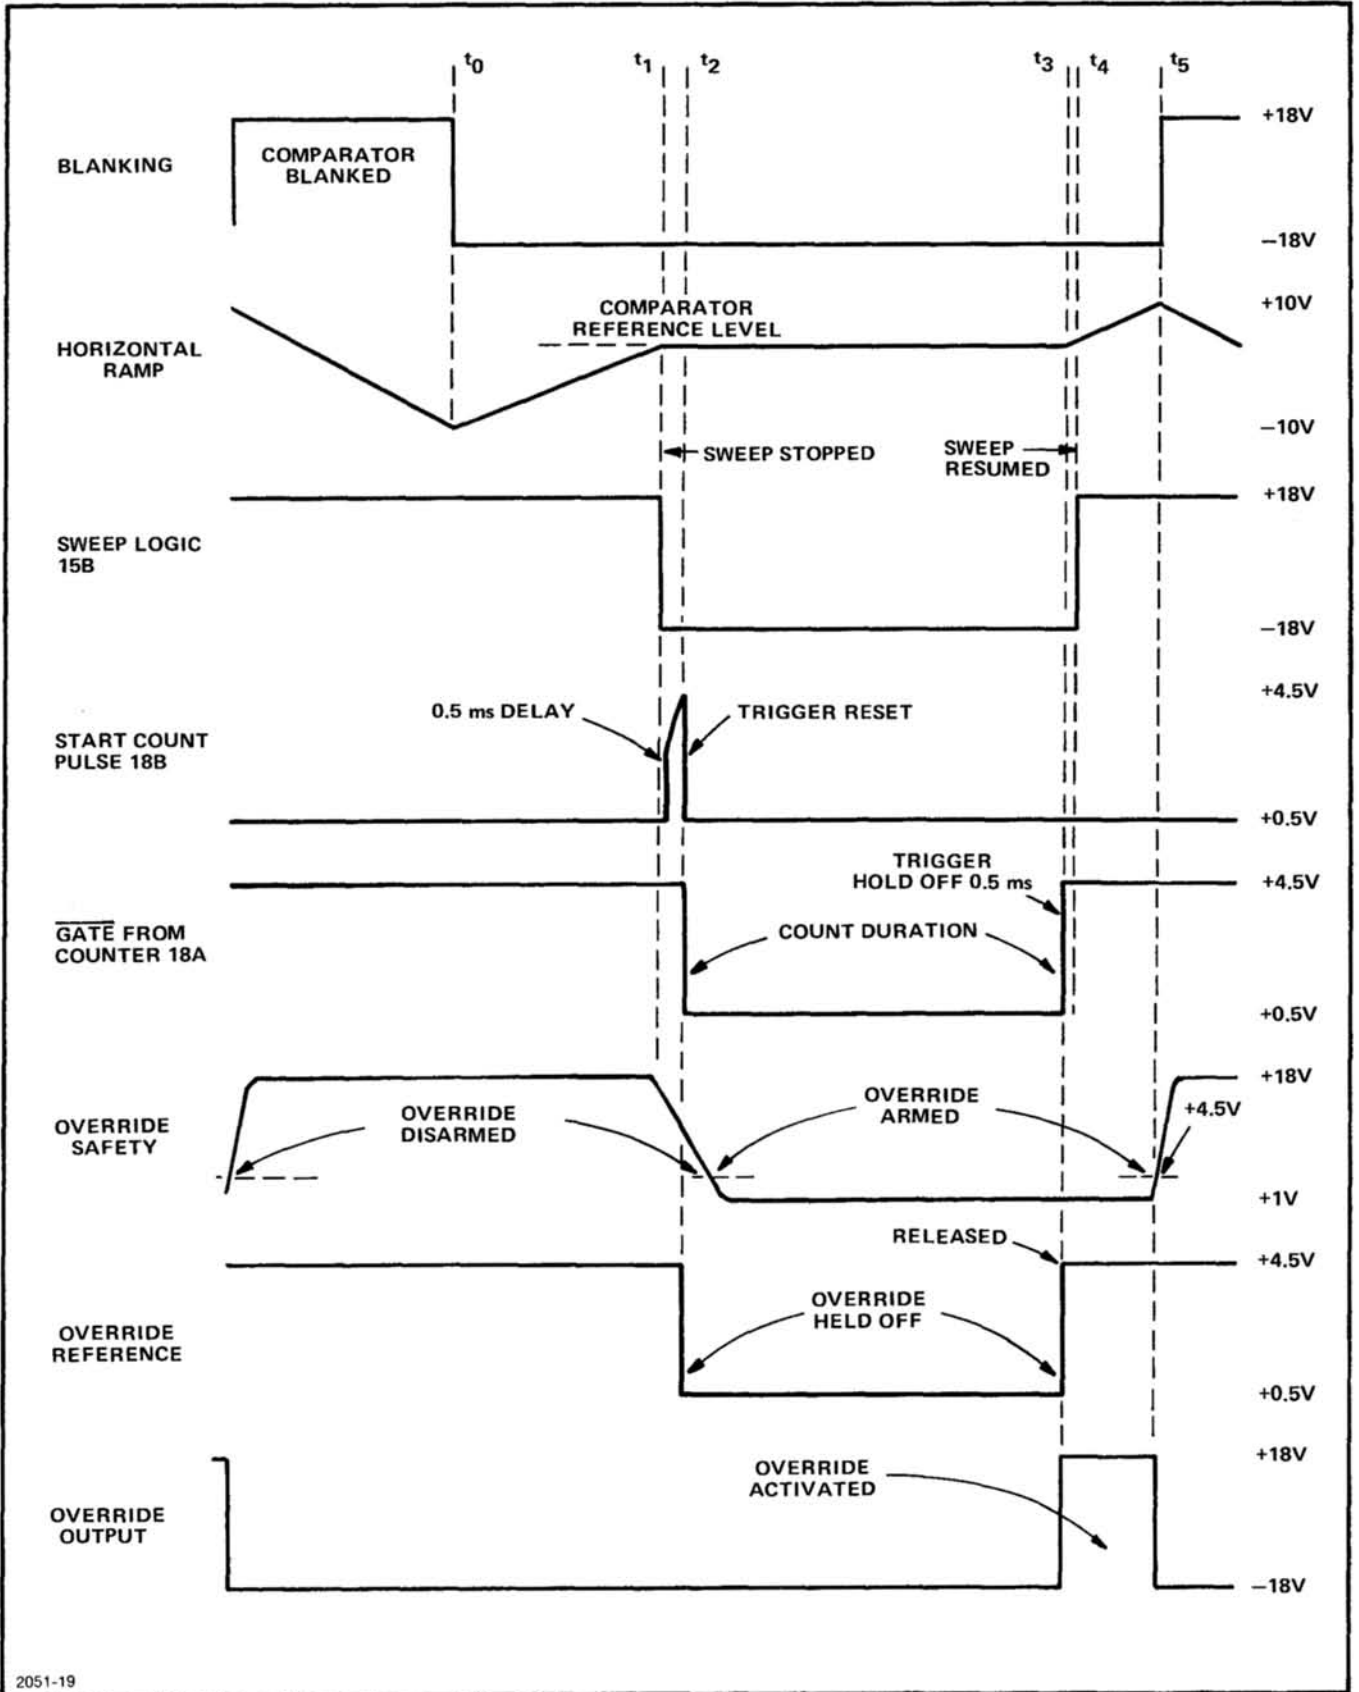 t0
t1
t2
t3
t4
t5
BLANKING
COMPARATOR
BLANKED
+18V
−18V
HORIZONTAL
RAMP
COMPARATOR
REFERENCE LEVEL
+10V
−10V
SWEEP STOPPED
SWEEP
RESUMED
SWEEP LOGIC
15B
+18V
−18V
START COUNT
PULSE 18B
0.5 ms DELAY
TRIGGER RESET
+4.5V
+0.5V
GATE FROM
COUNTER 18A
TRIGGER
HOLD OFF 0.5 ms
COUNT DURATION
+4.5V
+0.5V
OVERRIDE
SAFETY
OVERRIDE
DISARMED
OVERRIDE
ARMED
+18V
+4.5V
+1V
OVERRIDE
REFERENCE
RELEASED
OVERRIDE
HELD OFF
+4.5V
+0.5V
OVERRIDE
OUTPUT
OVERRIDE
ACTIVATED
+18V
−18V
2051-19